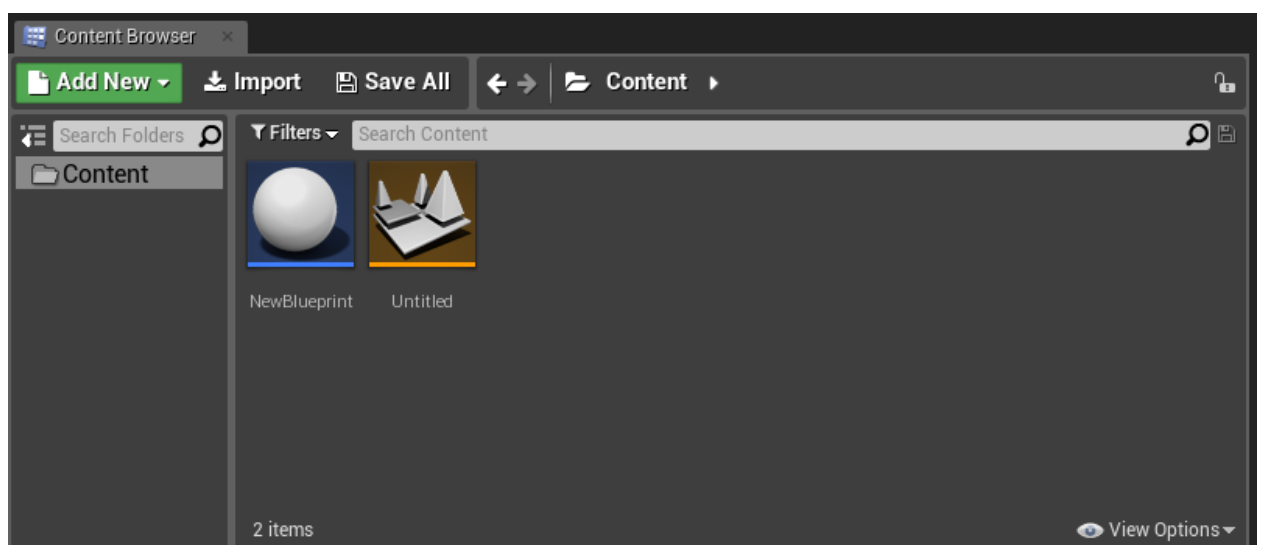 Content Browser
Add New Import Save All Content
Search Folders Filters Search Content
Content
NewBlueprint Untitled
2 items View Options